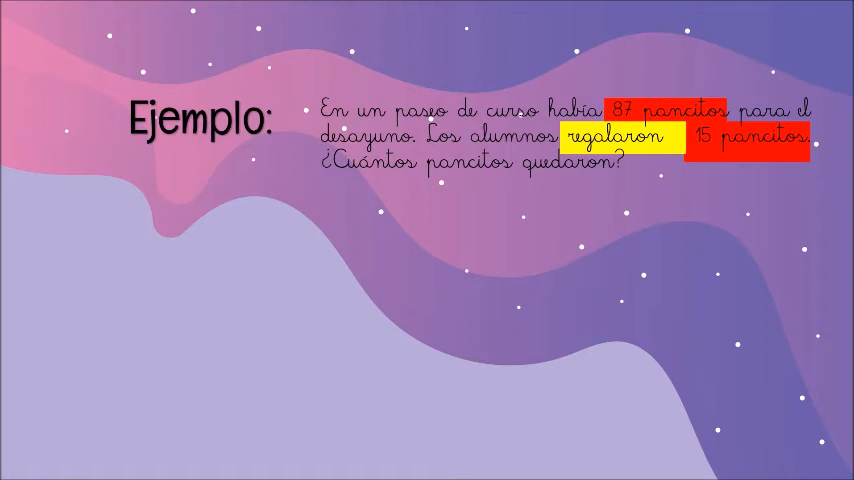 Ejemplo:
En un paseo de curso había 87 pancitos para el
desayuno. Los alumnos regalaron 15 pancitos.
¿Cuántos pancitos quedaron?